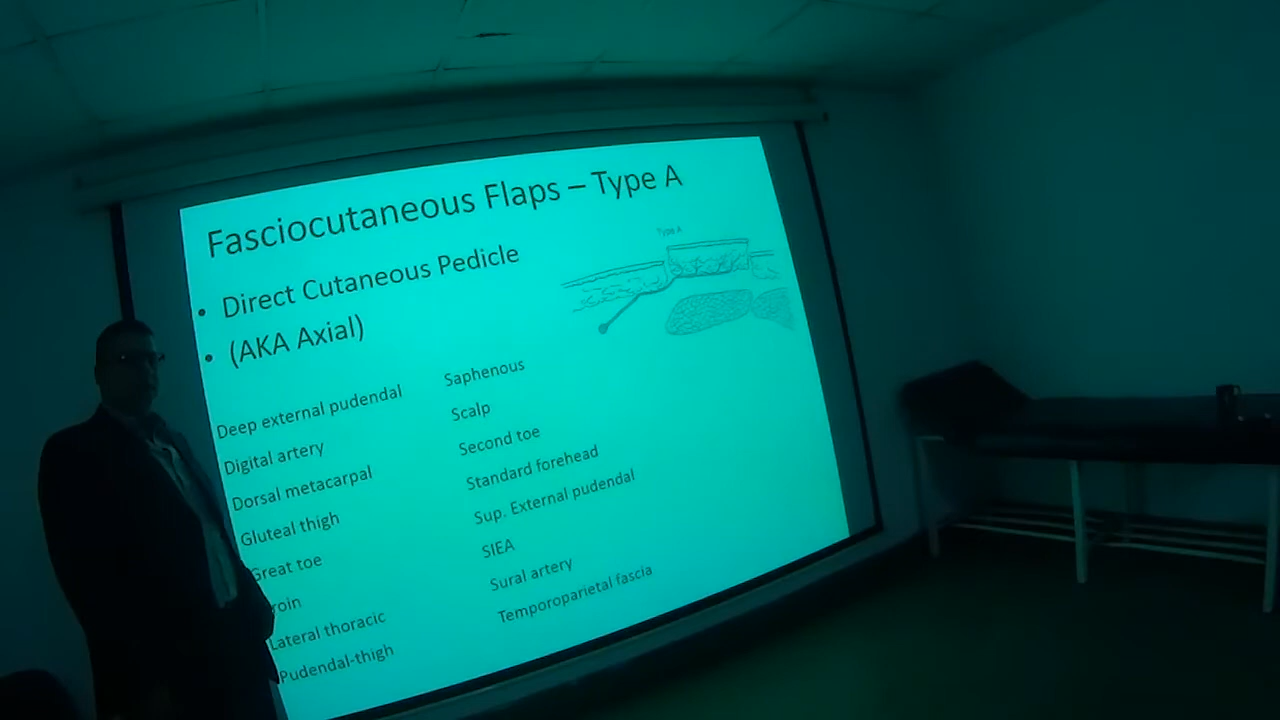 Fasciocutaneous Flaps – Type A
Type A
• Direct Cutaneous Pedicle
• (AKA Axial)
Deep external pudendal
Digital artery
Dorsal metacarpal
Gluteal thigh
Great toe
roin
Lateral thoracic
Pudendal-thigh
Saphenous
Scalp
Second toe
Standard forehead
Sup. External pudendal
SIEA
Sural artery
Temporoparietal fascia